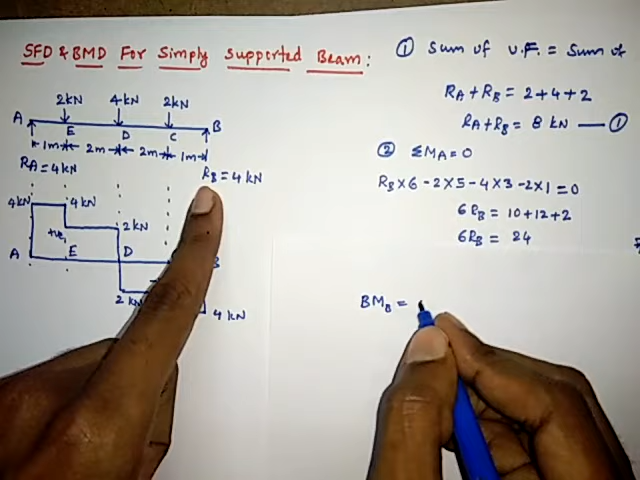 SFD & BMD For Simply Supported Beam:
2kN 4kN 2kN
A B
E D C
1m 2m 2m 1m
RA=4kN RB=4kN
4kN 4kN
2kN
+ve
A E D B
2kN
4kN
① Sum of U.F. = Sum of
RA+RB = 2+4+2
RA+RB = 8 kN — ①
② ΣMA=0
RB×6 -2×5 -4×3 -2×1 =0
6RB = 10+12+2
6RB = 24
BMB =